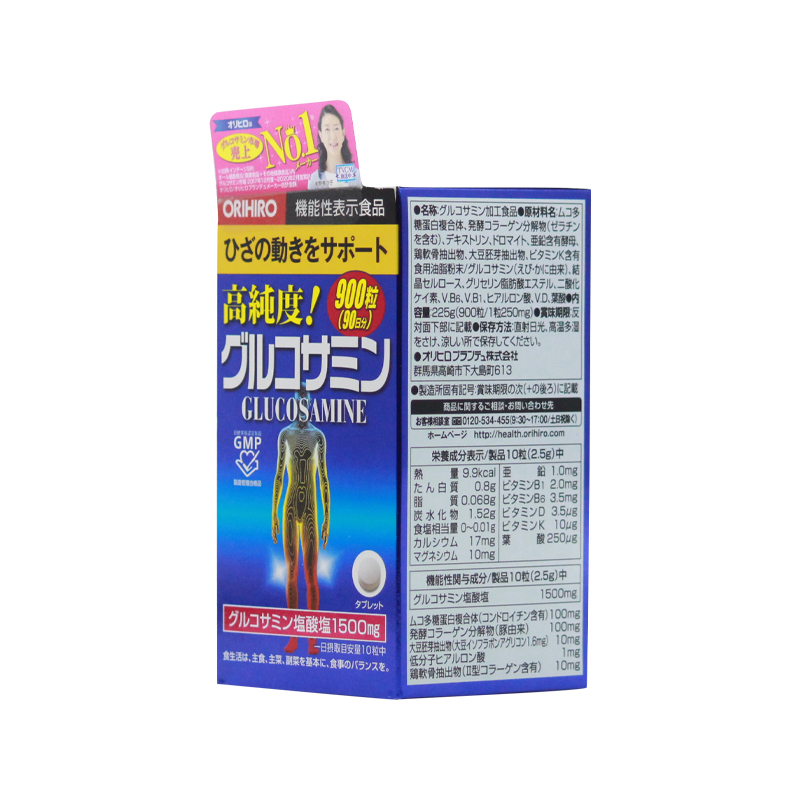 オリヒロは
グルコサミン市場
売上
No.1
メーカー
ORIHIRO
機能性表示食品
ひざの動きをサポート
高純度!
900粒
(90日分)
グルコサミン
GLUCOSAMINE
GMP
タブレット
グルコサミン塩酸塩1500mg
一日摂取目安量10粒中
食生活は、主食、主菜、副菜を基本に、食事のバランスを。
●名称:グルコサミン加工食品●原材料名:ムコ多
糖蛋白複合体、発酵コラーゲン分解物(ゼラチン
を含む)、デキストリン、ドロマイト、亜鉛含有酵母、
鶏軟骨抽出物、大豆胚芽抽出物、ビタミンK含有
食用油脂粉末/グルコサミン(えび・かに由来)、結
晶セルロース、グリセリン脂肪酸エステル、二酸化
ケイ素、V.B6、V.B1、ヒアルロン酸、V.D、葉酸●内
容量:225g(900粒/1粒250mg)●賞味期限:反
対面下部に記載●保存方法:直射日光、高温多湿
をさけ、涼しい所で保存してください。
●オリヒロプランデュ株式会社
群馬県高崎市下大島町613
●製造所固有記号:賞味期限の次(+の後ろ)に記載
商品に関するご相談・お問い合わせ先
お客様相談室 0120-534-455(9:30~17:00/土日祝除く)
ホームページ http://health.orihiro.com
栄養成分表示/製品10粒(2.5g)中
熱量 9.9kcal
たん白質 0.8g
脂質 0.068g
炭水化物 1.52g
食塩相当量 0~0.01g
カルシウム 17mg
マグネシウム 10mg
亜鉛 1.0mg
ビタミンB1 2.0mg
ビタミンB6 3.5mg
ビタミンD 3.5μg
ビタミンK 10μg
葉酸 250μg
機能性関与成分/製品10粒(2.5g)中
グルコサミン塩酸塩 1500mg
ムコ多糖蛋白複合体(コンドロイチン含有) 100mg
発酵コラーゲン分解物(豚由来) 100mg
大豆胚芽抽出物(大豆イソフラボンアグリコン1.6mg) 10mg
低分子ヒアルロン酸 1mg
鶏軟骨抽出物(Ⅱ型コラーゲン含有) 10mg